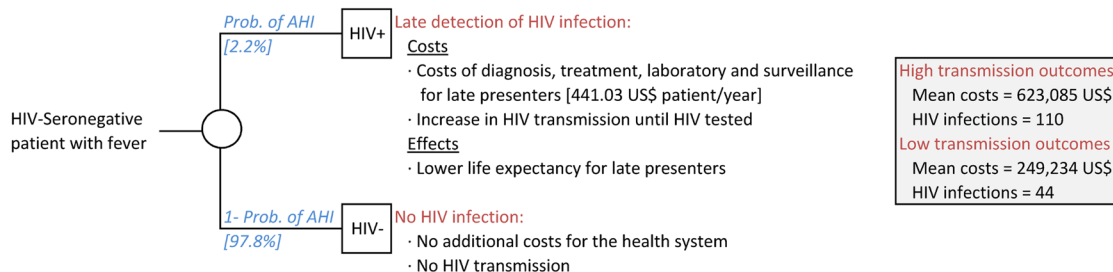 Prob. of AHI
[2.2%]
HIV+
Late detection of HIV infection:
Costs
· Costs of diagnosis, treatment, laboratory and surveillance
for late presenters [441.03 US$ patient/year]
· Increase in HIV transmission until HIV tested
Effects
· Lower life expectancy for late presenters
HIV-Seronegative
patient with fever
1- Prob. of AHI
[97.8%]
HIV-
No HIV infection:
· No additional costs for the health system
· No HIV transmission
High transmission outcomes
Mean costs = 623,085 US$
HIV infections = 110
Low transmission outcomes
Mean costs = 249,234 US$
HIV infections = 44